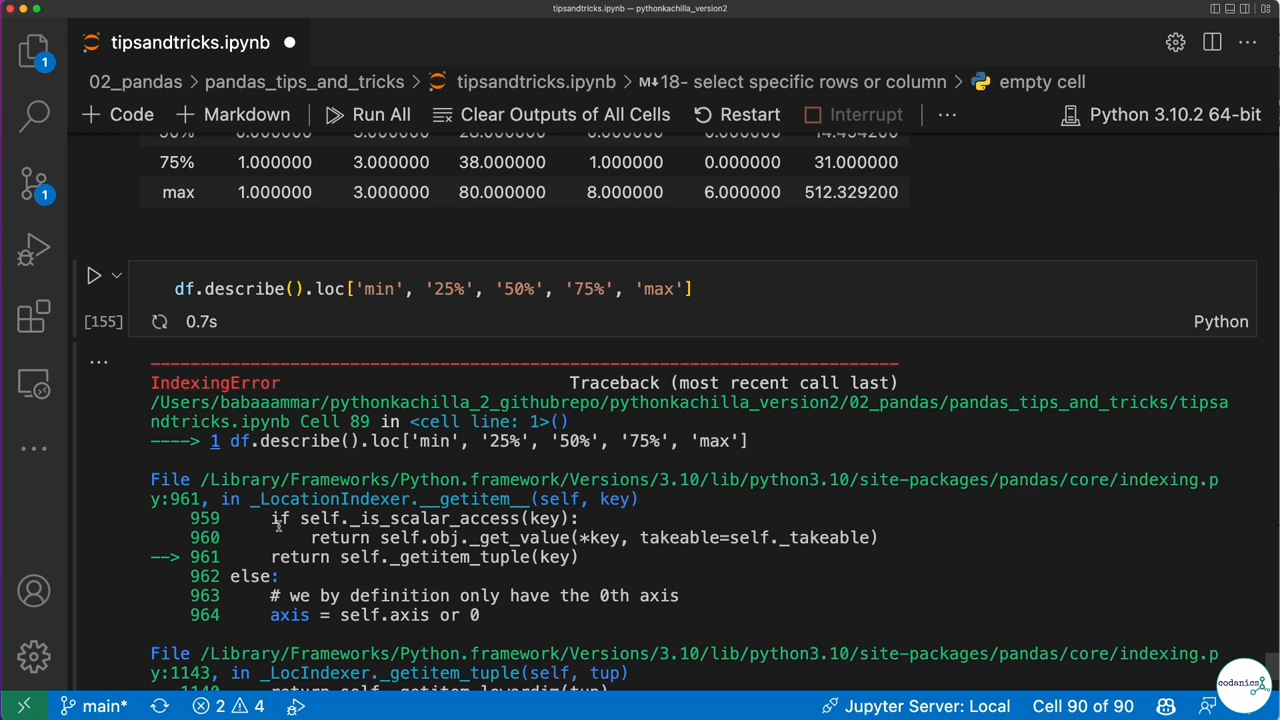 tipsandtricks.ipynb — pythonkachilla_version2
tipsandtricks.ipynb
02_pandas > pandas_tips_and_tricks > tipsandtricks.ipynb > M↓18- select specific rows or column > empty cell
+ Code + Markdown | Run All Clear Outputs of All Cells Restart Interrupt | ... Python 3.10.2 64-bit
75% 1.000000 3.000000 38.000000 1.000000 0.000000 31.000000
max 1.000000 3.000000 80.000000 8.000000 6.000000 512.329200
df.describe().loc['min', '25%', '50%', '75%', 'max']
[155] 0.7s Python
...
IndexingError Traceback (most recent call last)
/Users/babaaammar/pythonkachilla_2_githubrepo/pythonkachilla_version2/02_pandas/pandas_tips_and_tricks/tipsa
ndtricks.ipynb Cell 89 in <cell line: 1>()
----> 1 df.describe().loc['min', '25%', '50%', '75%', 'max']
File /Library/Frameworks/Python.framework/Versions/3.10/lib/python3.10/site-packages/pandas/core/indexing.p
y:961, in _LocationIndexer.__getitem__(self, key)
959 if self._is_scalar_access(key):
960 return self.obj._get_value(*key, takeable=self._takeable)
--> 961 return self._getitem_tuple(key)
962 else:
963 # we by definition only have the 0th axis
964 axis = self.axis or 0
File /Library/Frameworks/Python.framework/Versions/3.10/lib/python3.10/site-packages/pandas/core/indexing.p
y:1143, in _LocIndexer._getitem_tuple(self, tup)
codanics
main* 2 4 Jupyter Server: Local Cell 90 of 90
1
1